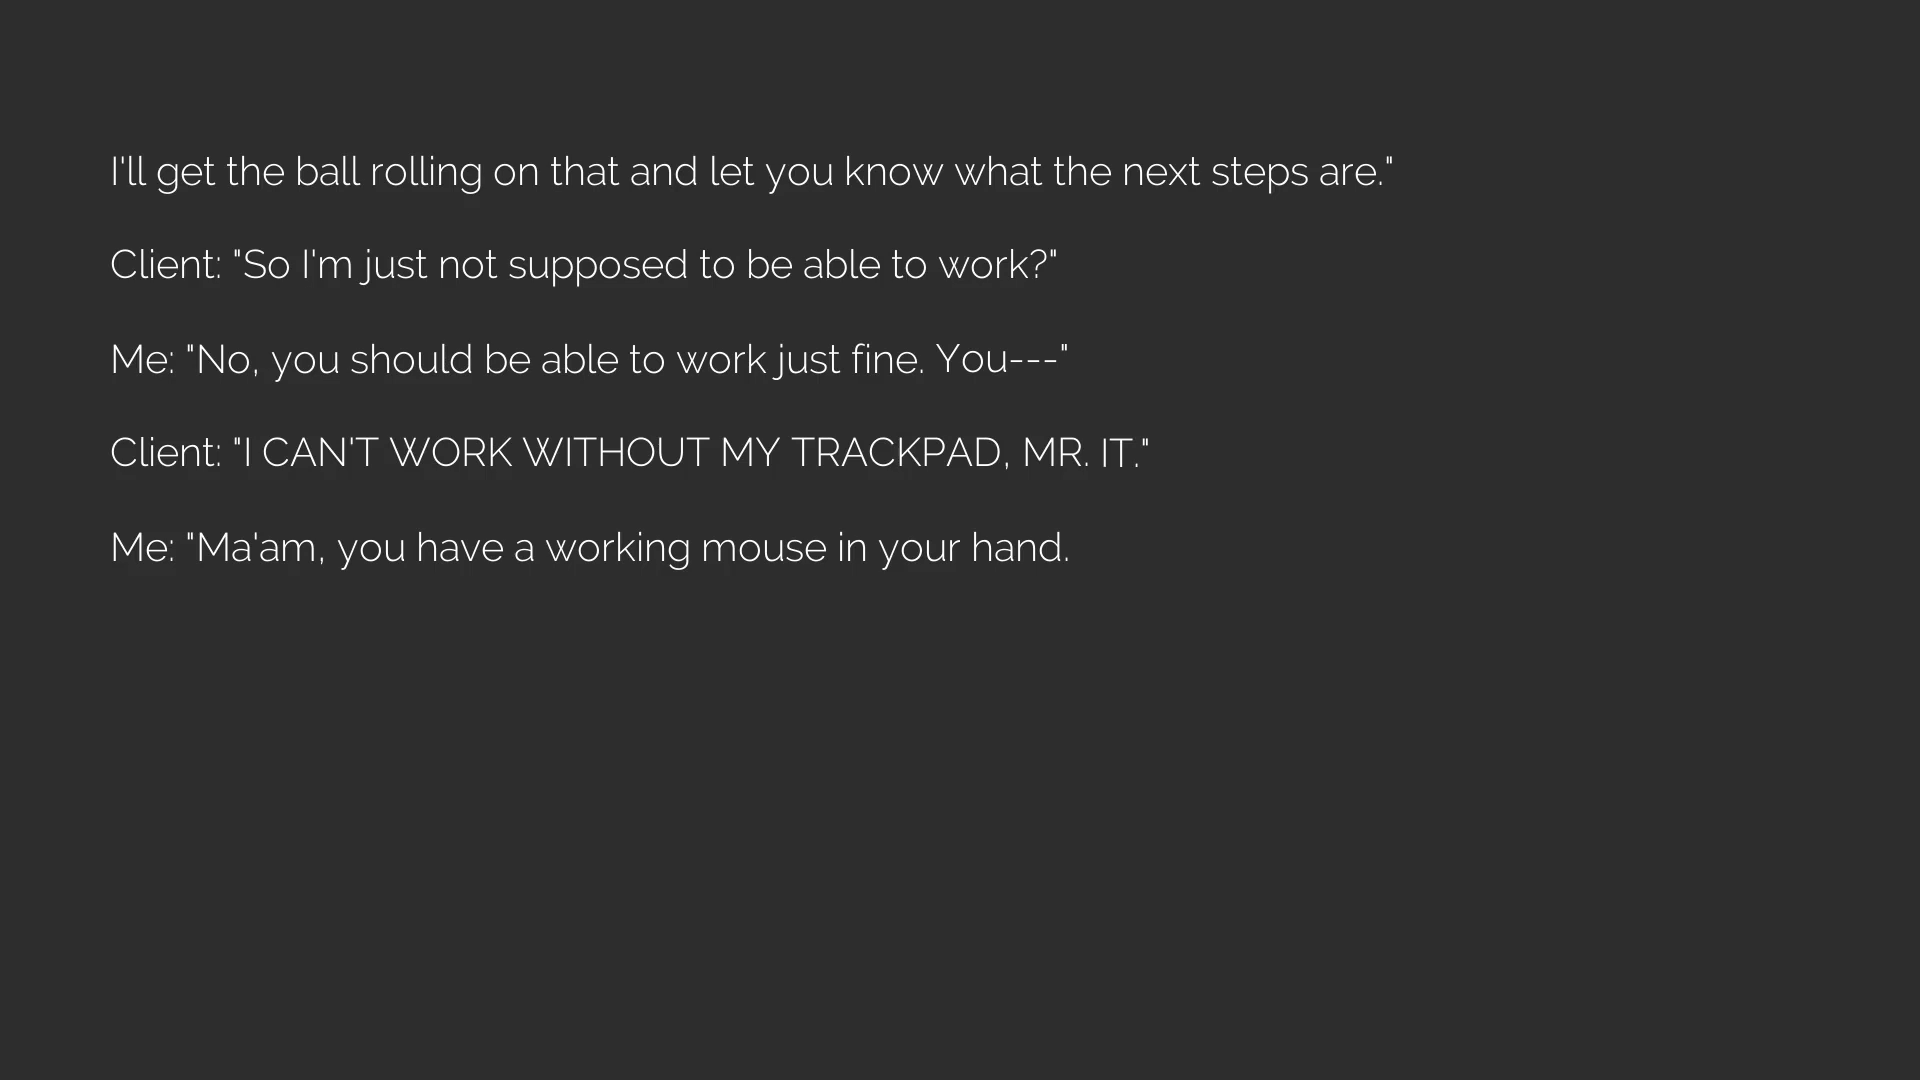 I'll get the ball rolling on that and let you know what the next steps are."
Client: "So I'm just not supposed to be able to work?"
Me: "No, you should be able to work just fine. You---"
Client: "I CAN'T WORK WITHOUT MY TRACKPAD, MR. IT."
Me: "Ma'am, you have a working mouse in your hand.